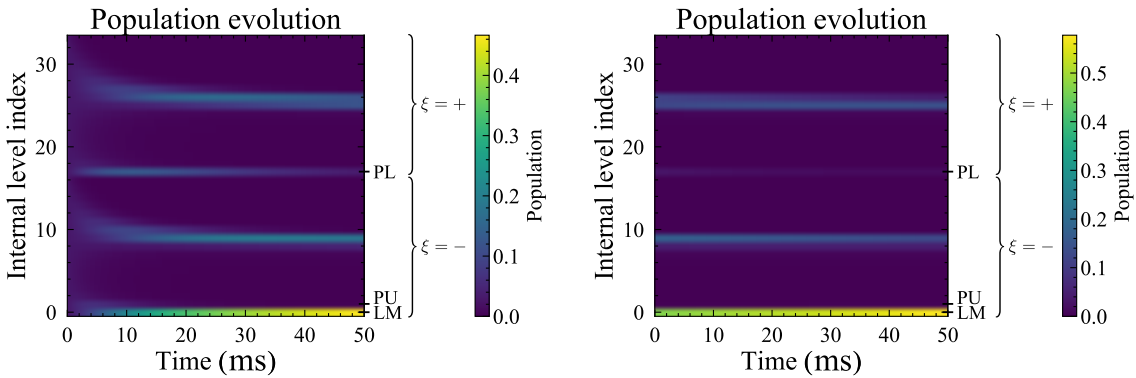 Population evolution
Internal level index
30
20
10
0
0 10 20 30 40 50
Time (ms)
ξ = +
PL
ξ = −
PU
LM
0.4
0.3
0.2
0.1
0.0
Population
Population evolution
Internal level index
30
20
10
0
0 10 20 30 40 50
Time (ms)
ξ = +
PL
ξ = −
PU
LM
0.5
0.4
0.3
0.2
0.1
0.0
Population